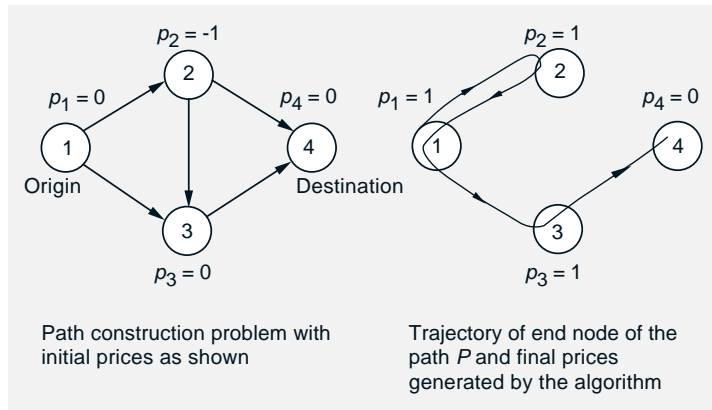 p2 = -1
p1 = 0
2
p4 = 0
1
4
Origin
Destination
3
p3 = 0
Path construction problem with
initial prices as shown
p2 = 1
p1 = 1
2
p4 = 0
1
4
3
p3 = 1
Trajectory of end node of the
path P and final prices
generated by the algorithm